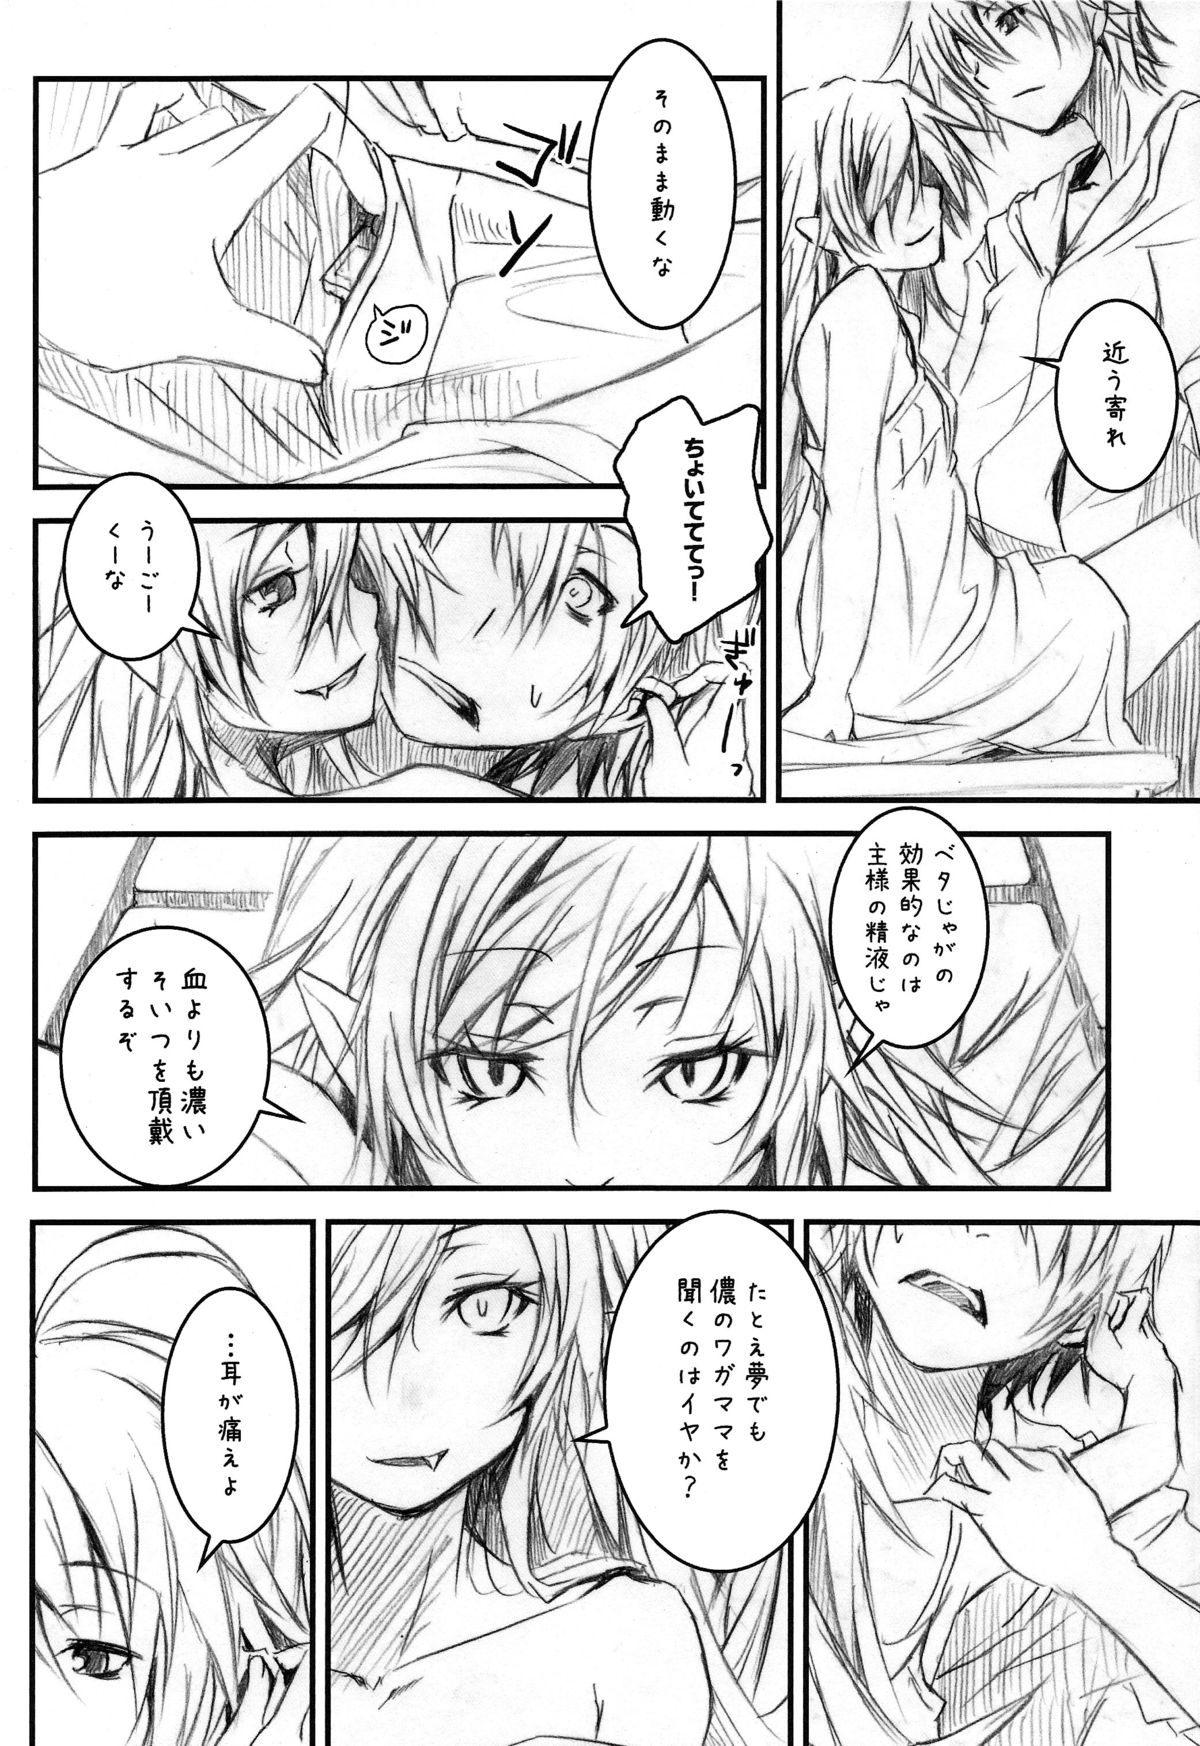 近う寄れ
そのまま動くな
ブ
ジ
ツ
ちょいてててっ!
ぎゅーっ
うーごー
くーな
ベタじゃがの
効果的なのは
主様の精液じゃ
血よりも濃い
そいつを頂戴
するぞ
たとえ夢でも
儂のワガママを
聞くのはイヤか?
…耳が痛えよ